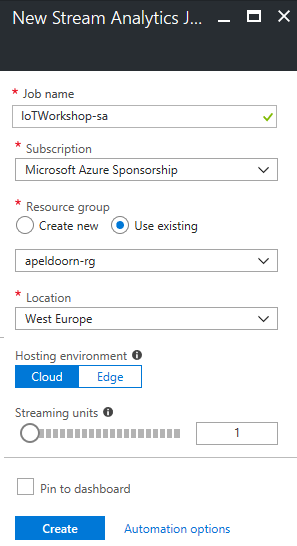 New Stream Analytics J...
* Job name
IoTWorkshop-sa
* Subscription
Microsoft Azure Sponsorship
* Resource group
Create new Use existing
apeldoorn-rg
* Location
West Europe
Hosting environment
Cloud Edge
Streaming units
1
Pin to dashboard
Create Automation options